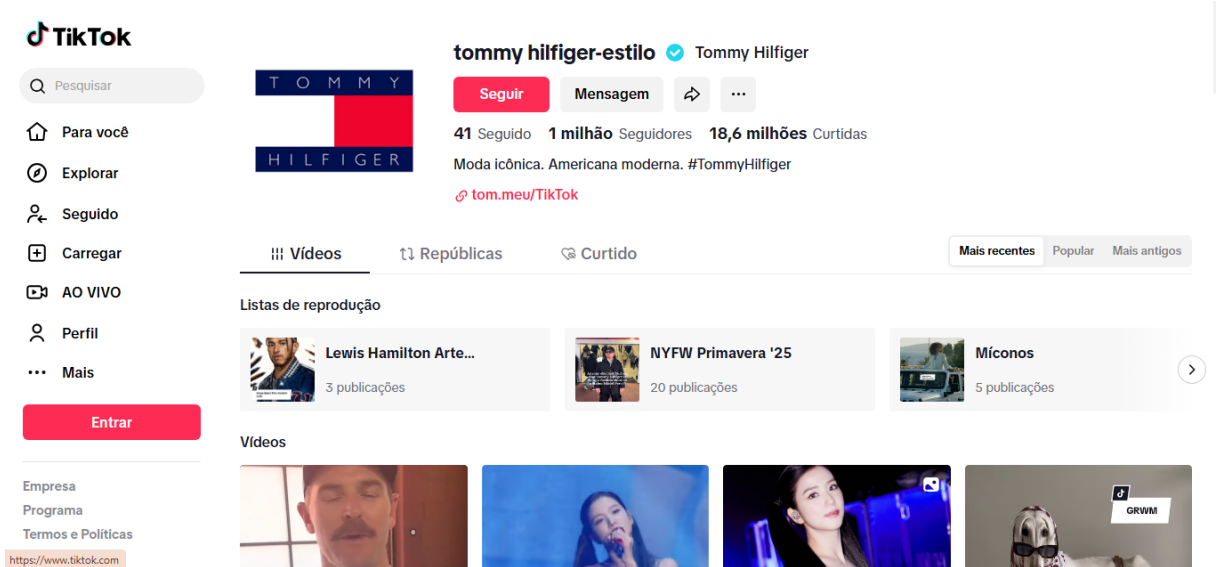 TikTok
Pesquisar
Para você
Explorar
Seguido
Carregar
AO VIVO
Perfil
Mais
Entrar
Empresa
Programa
Termos e Políticas
https://www.tiktok.com
TOMMY
HILFIGER
tommy hilfiger-estilo Tommy Hilfiger
Seguir Mensagem
41 Seguido 1 milhão Seguidores 18,6 milhões Curtidas
Moda icônica. Americana moderna. #TommyHilfiger
tom.meu/TikTok
Vídeos Repúblicas Curtido
Mais recentes Popular Mais antigos
Listas de reprodução
Lewis Hamilton Arte...
3 publicações
NYFW Primavera '25
20 publicações
Míconos
5 publicações
Vídeos
GRWM